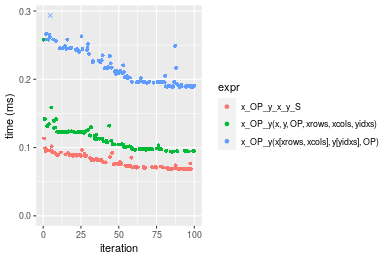 0.3
0.2
0.1
0.0
time (ms)
0 25 50 75 100
iteration
expr
x_OP_y_x_y_S
x_OP_y(x, y, OP, xrows, xcols, yidxs)
x_OP_y(x[xrows, xcols], y[yidxs], OP)